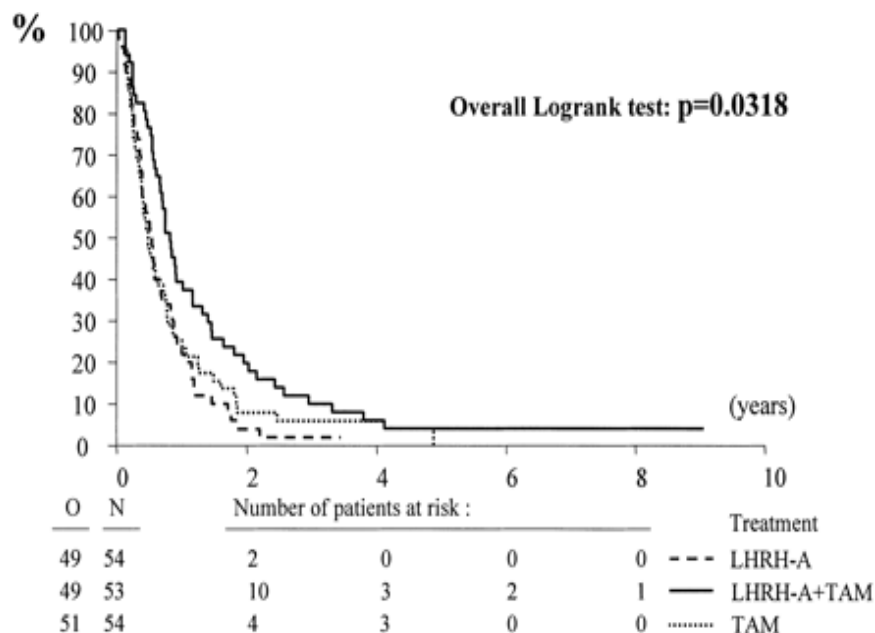 %
100
90
80
70
60
50
40
30
20
10
0
Overall Logrank test: p=0.0318
(years)
0 2 4 6 8 10
O N Number of patients at risk :
Treatment
49 54 2 0 0 0 LHRH-A
49 53 10 3 2 1 LHRH-A+TAM
51 54 4 3 0 0 TAM